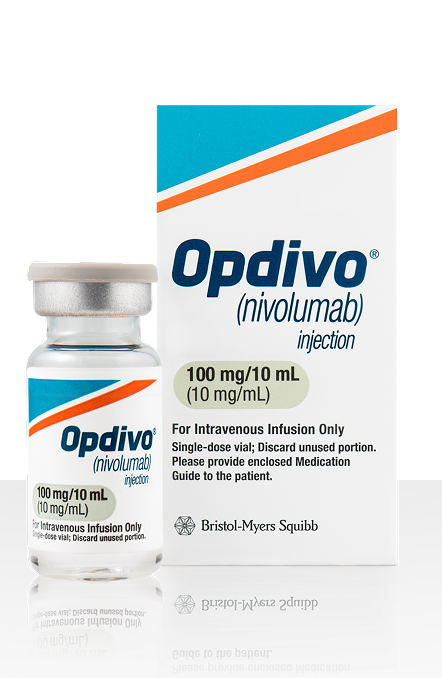 Opdivo®
(nivolumab)
injection
100 mg/10 mL
(10 mg/mL)
For Intravenous Infusion Only
Single-dose vial; Discard unused portion.
Please provide enclosed Medication
Guide to the patient.
Bristol-Myers Squibb
Opdivo®
(nivolumab)
injection
100 mg/10 mL
(10 mg/mL)
For Intravenous Infusion Only
Single-dose vial; Discard unused portion.